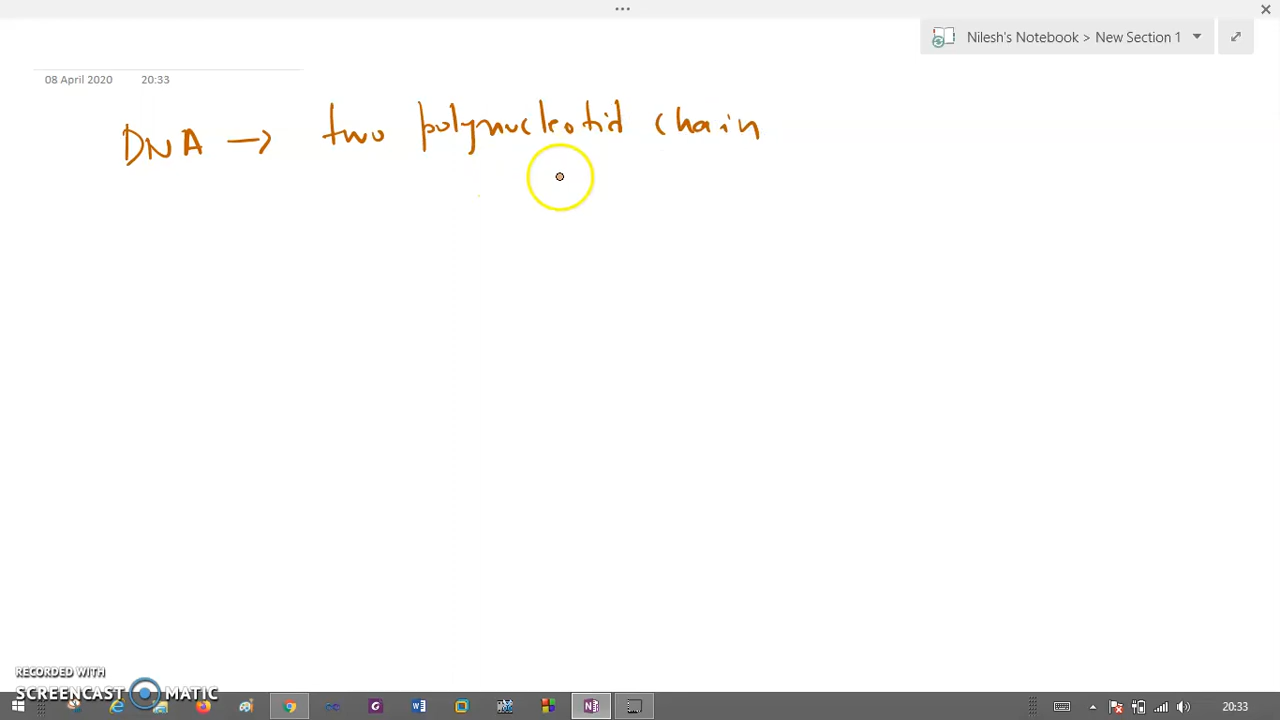 Nilesh's Notebook > New Section 1
08 April 2020 20:33
DNA → two polynucleotid chain
RECORDED WITH
SCREENCAST MATIC
20:33